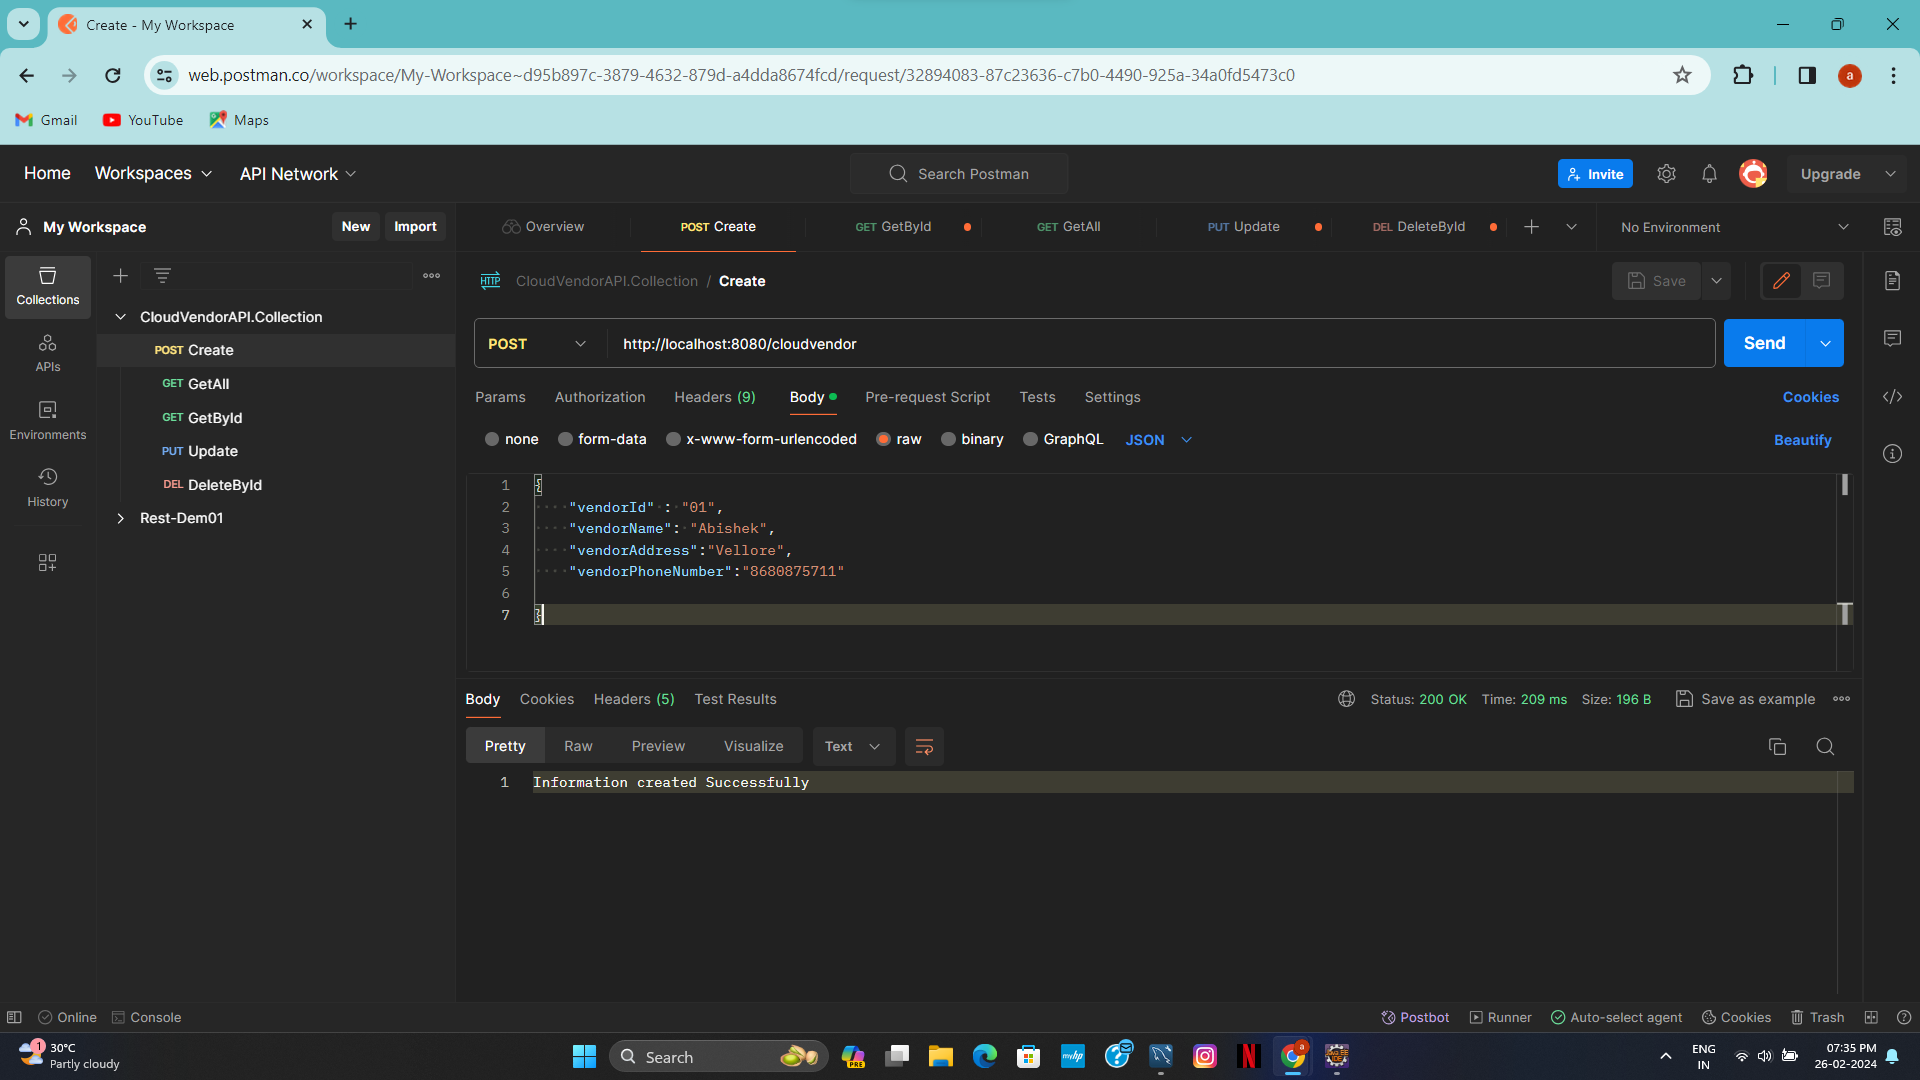 Create - My Workspace
web.postman.co/workspace/My-Workspace~d95b897c-3879-4632-879d-a4dda8674fcd/request/32894083-87c23636-c7b0-4490-925a-34a0fd5473c0
a
Gmail YouTube Maps
Home Workspaces API Network Search Postman Invite Upgrade
My Workspace New Import
Overview POST Create GET GetById GET GetAll PUT Update DEL DeleteById No Environment
Collections
APIs
Environments
History
CloudVendorAPI.Collection
POST Create
GET GetAll
GET GetById
PUT Update
DEL DeleteById
Rest-Dem01
HTTP CloudVendorAPI.Collection / Create Save
POST http://localhost:8080/cloudvendor Send
Params Authorization Headers (9) Body Pre-request Script Tests Settings Cookies
none form-data x-www-form-urlencoded raw binary GraphQL JSON Beautify
1 {
2 "vendorId" : "01",
3 "vendorName": "Abishek",
4 "vendorAddress":"Vellore",
5 "vendorPhoneNumber":"8680875711"
6
7 }
Body Cookies Headers (5) Test Results Status: 200 OK Time: 209 ms Size: 196 B Save as example
Pretty Raw Preview Visualize Text
1 Information created Successfully
Online Console Postbot Runner Auto-select agent Cookies Trash
1 30°C
Partly cloudy
Search PRE myhp N a
ENG
IN
07:35 PM
26-02-2024